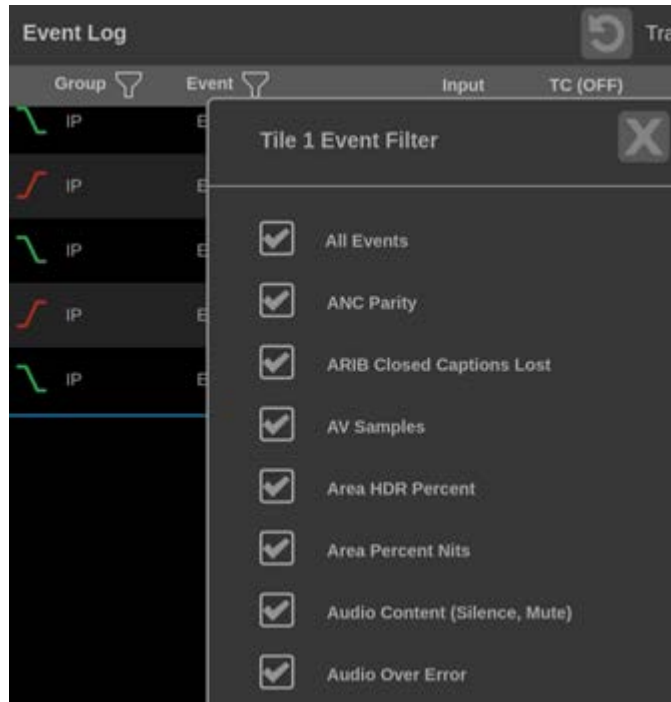 Event Log
Tra
Group Event Input TC (OFF)
IP E
Tile 1 Event Filter
X
IP E
All Events
IP E
ANC Parity
IP E
ARIB Closed Captions Lost
IP E
AV Samples
Area HDR Percent
Area Percent Nits
Audio Content (Silence, Mute)
Audio Over Error